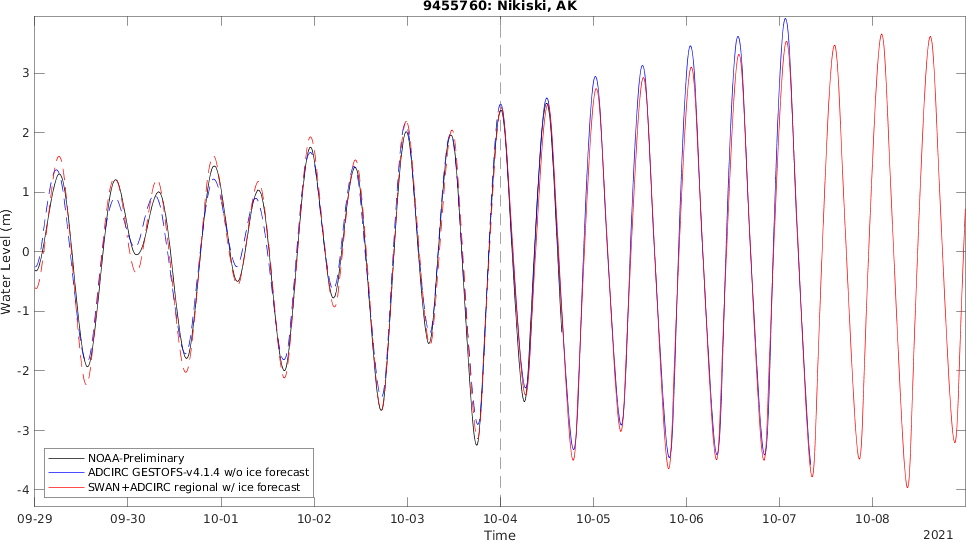 9455760: Nikiski, AK
Water Level (m)
3
2
1
0
-1
-2
-3
-4
NOAA-Preliminary
ADCIRC GESTOFS-v4.1.4 w/o ice forecast
SWAN+ADCIRC regional w/ ice forecast
09-29 09-30 10-01 10-02 10-03 10-04 10-05 10-06 10-07 10-08
Time
2021